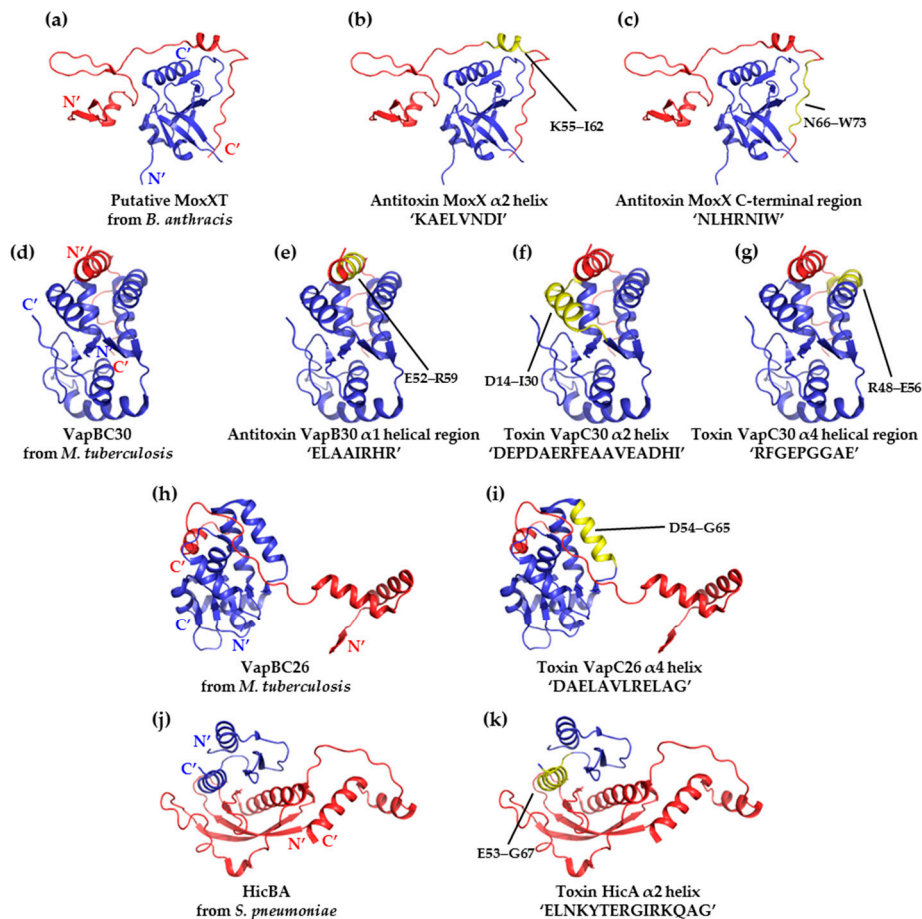 (a)
(b)
(c)
C′
N′
C′
N′
K55–I62
N66–W73
Putative MoxXT
from B. anthracis
Antitoxin MoxX α2 helix
‘KAELVNDI’
Antitoxin MoxX C-terminal region
‘NLHRNIW’
(d)
(e)
(f)
(g)
N′
C′
N′
C′
E52–R59
D14–I30
R48–E56
VapBC30
from M. tuberculosis
Antitoxin VapB30 α1 helical region
‘ELAAIRHR’
Toxin VapC30 α2 helix
‘DEPDAERFEAAVEADHI’
Toxin VapC30 α4 helical region
‘RFGEPGGAE’
(h)
(i)
C′
C′
N′
N′
D54–G65
VapBC26
from M. tuberculosis
Toxin VapC26 α4 helix
‘DAELAVLRELAG’
(j)
(k)
N′
C′
N′
C′
E53–G67
HicBA
from S. pneumoniae
Toxin HicA α2 helix
‘ELNKYTERGIRKQAG’